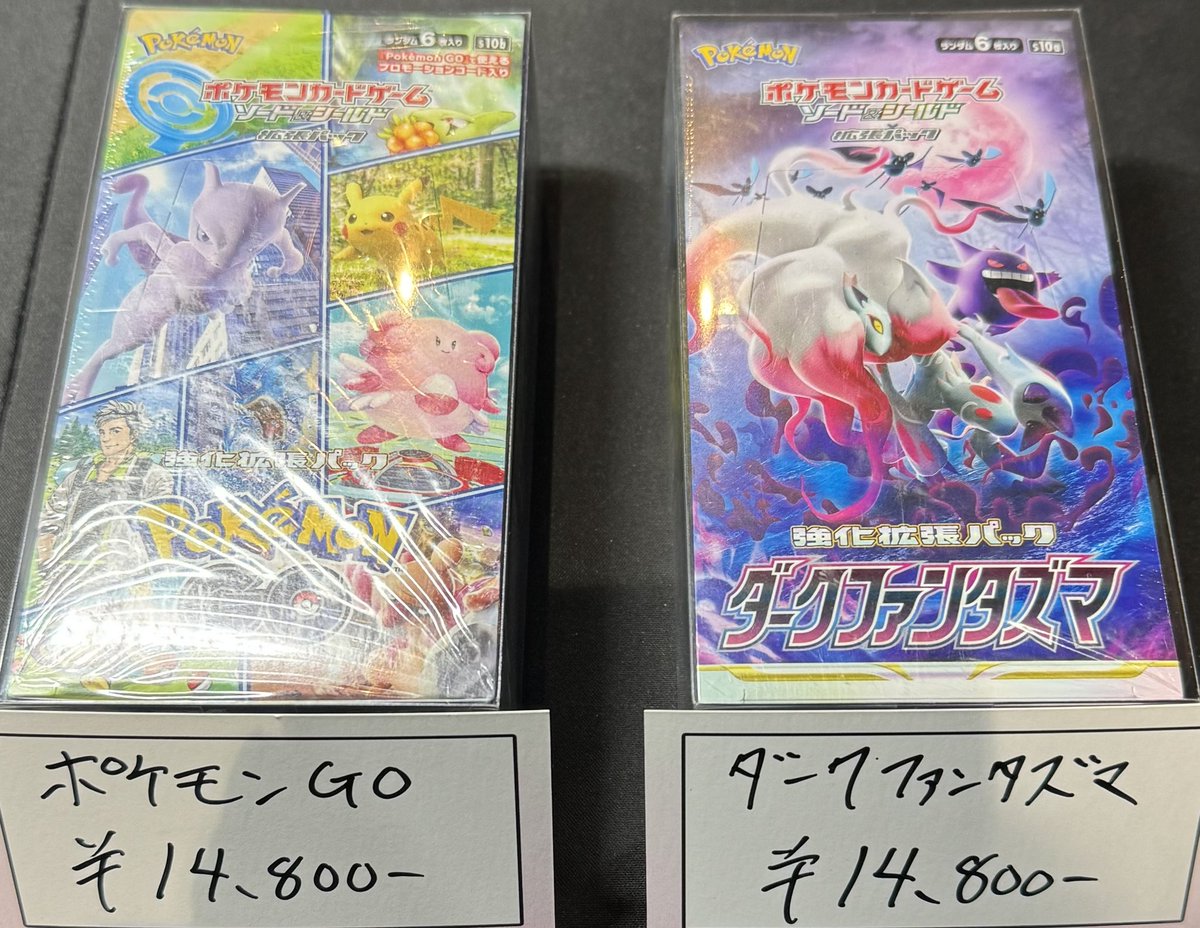 Pokémon
ランダム6枚入り s10b
『Pokémon GO』で使える
プロモーションコード入り
ポケモンカードゲーム
ソード&シールド
拡張パック
強化拡張パック
Pokémon
ポケモンGO
¥14,800-
Pokémon
ランダム6枚入り s10a
ポケモンカードゲーム
ソード&シールド
拡張パック
強化拡張パック
ダークファンタズマ
ダークファンタズマ
¥14,800-